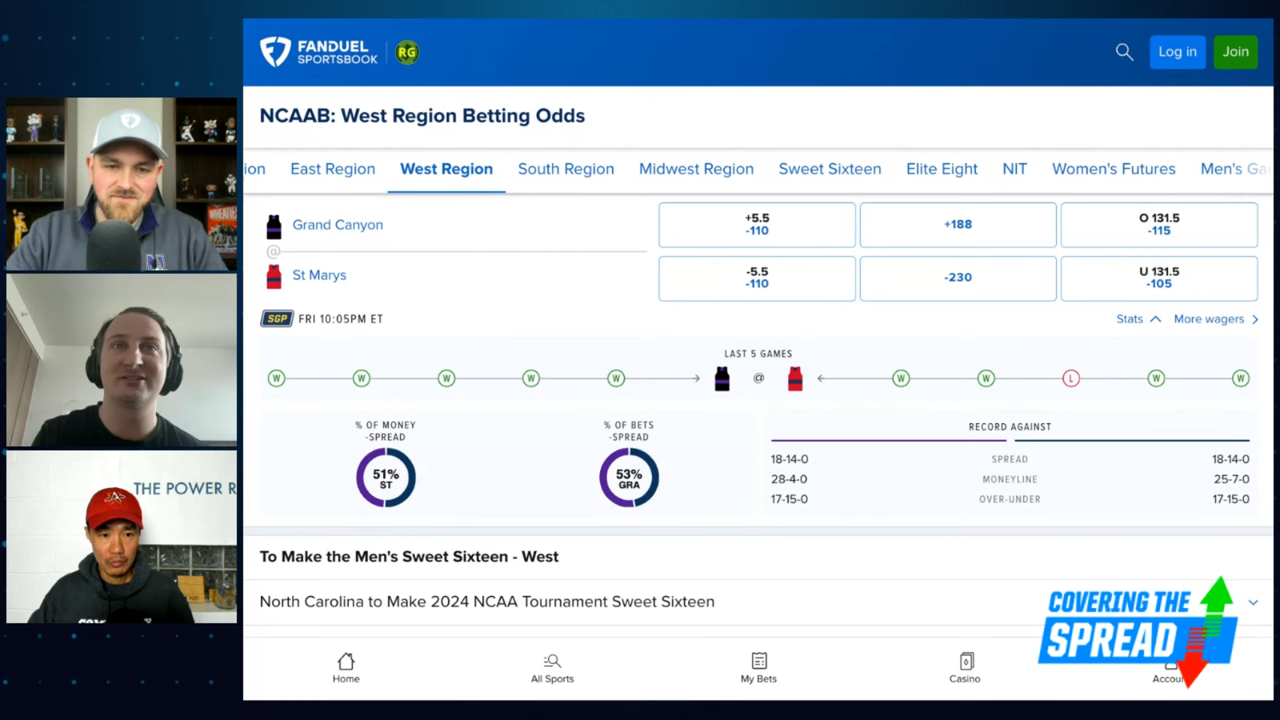 FANDUEL
SPORTSBOOK
RG
Log in
Join
NCAAB: West Region Betting Odds
ion East Region West Region South Region Midwest Region Sweet Sixteen Elite Eight NIT Women's Futures Men's Ga
Grand Canyon
+5.5
-110
+188
O 131.5
-115
@
St Marys
-5.5
-110
-230
U 131.5
-105
SGP FRI 10:05PM ET
Stats More wagers
LAST 5 GAMES
W W W W W @ W W L W W
% OF MONEY
-SPREAD
51%
ST
% OF BETS
-SPREAD
53%
GRA
RECORD AGAINST
18-14-0 SPREAD 18-14-0
28-4-0 MONEYLINE 25-7-0
17-15-0 OVER-UNDER 17-15-0
To Make the Men's Sweet Sixteen - West
North Carolina to Make 2024 NCAA Tournament Sweet Sixteen
Home
All Sports
My Bets
Casino
Accou
COVERING THE
SPREAD
WHEATIES
THE POWER R